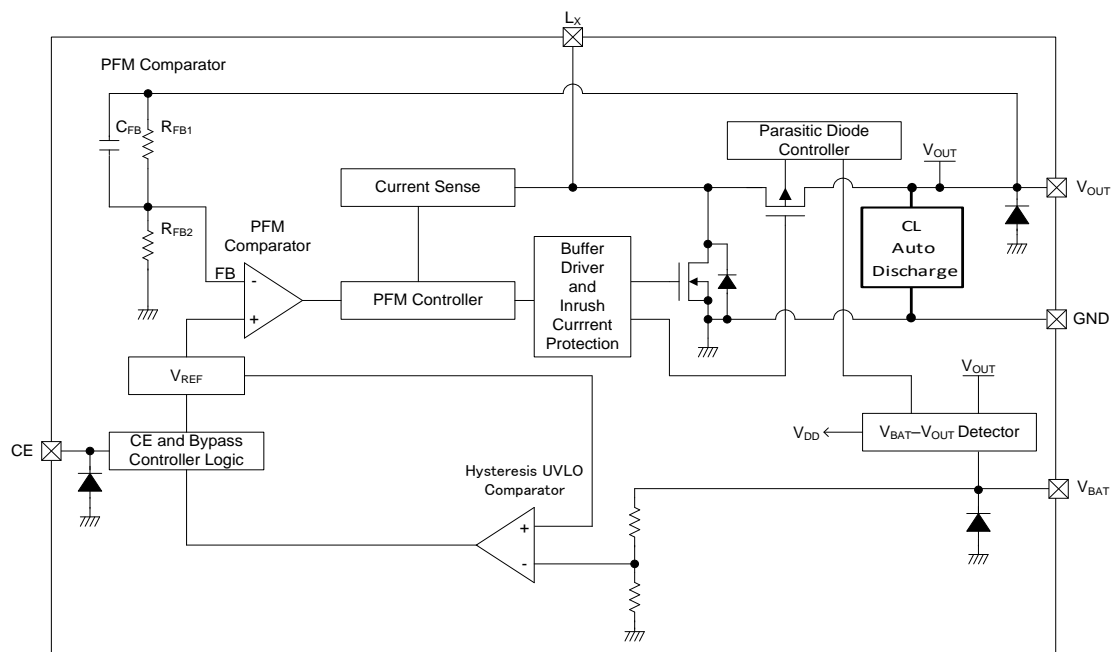 LX
PFM Comparator
CFB
RFB1
Parasitic Diode
Controller
VOUT
Current Sense
VOUT
RFB2
PFM
Comparator
CL
Auto
Discharge
Buffer
Driver
and
Inrush
Currrent
Protection
FB
-
+
PFM Controller
GND
VREF
VOUT
CE
CE and Bypass
Controller Logic
VDD
VBAT–VOUT Detector
Hysteresis UVLO
Comparator
VBAT
+
-